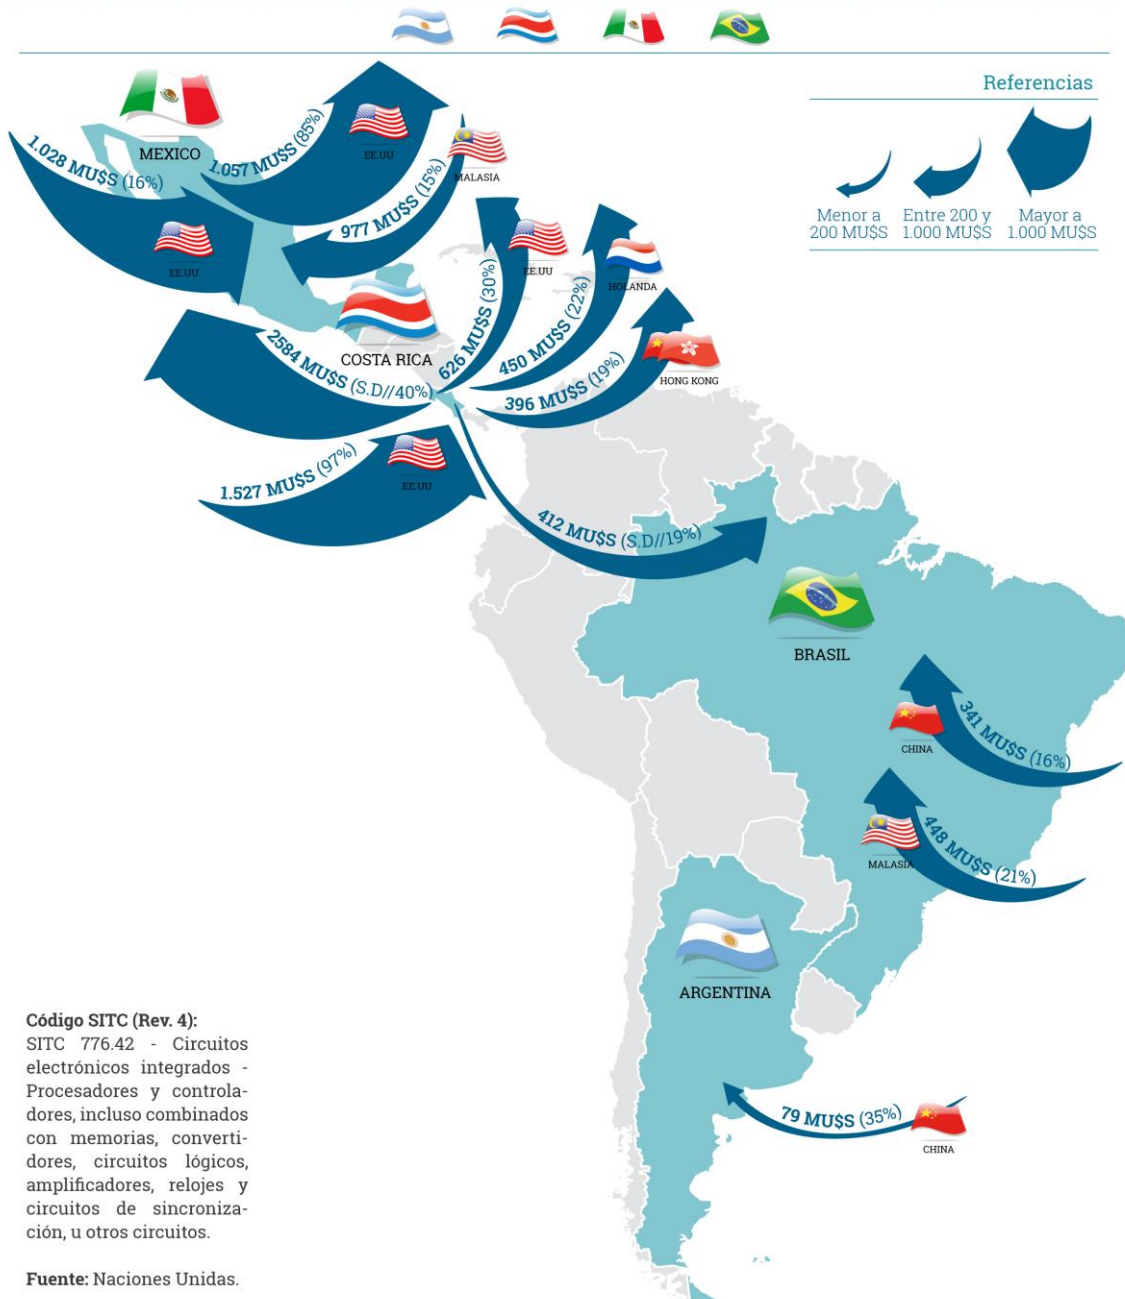 Referencias
Menor a
200 MU$S
Entre 200 y
1.000 MU$S
Mayor a
1.000 MU$S
MEXICO
1.028 MU$S (16%)
EE.UU
1.057 MU$S (85%)
EE.UU
977 MU$S (15%)
MALASIA
COSTA RICA
2584 MU$S (S.D//40%)
626 MU$S (30%)
EE.UU
450 MU$S (22%)
HOLANDA
396 MU$S (19%)
HONG KONG
1.527 MU$S (97%)
EE.UU
412 MU$S (S.D//19%)
BRASIL
341 MU$S (16%)
CHINA
448 MU$S (21%)
MALASIA
ARGENTINA
79 MU$S (35%)
CHINA
Código SITC (Rev. 4):
SITC 776.42 - Circuitos
electrónicos integrados -
Procesadores y controla-
dores, incluso combinados
con memorias, converti-
dores, circuitos lógicos,
amplificadores, relojes y
circuitos de sincroniza-
ción, u otros circuitos.
Fuente: Naciones Unidas.